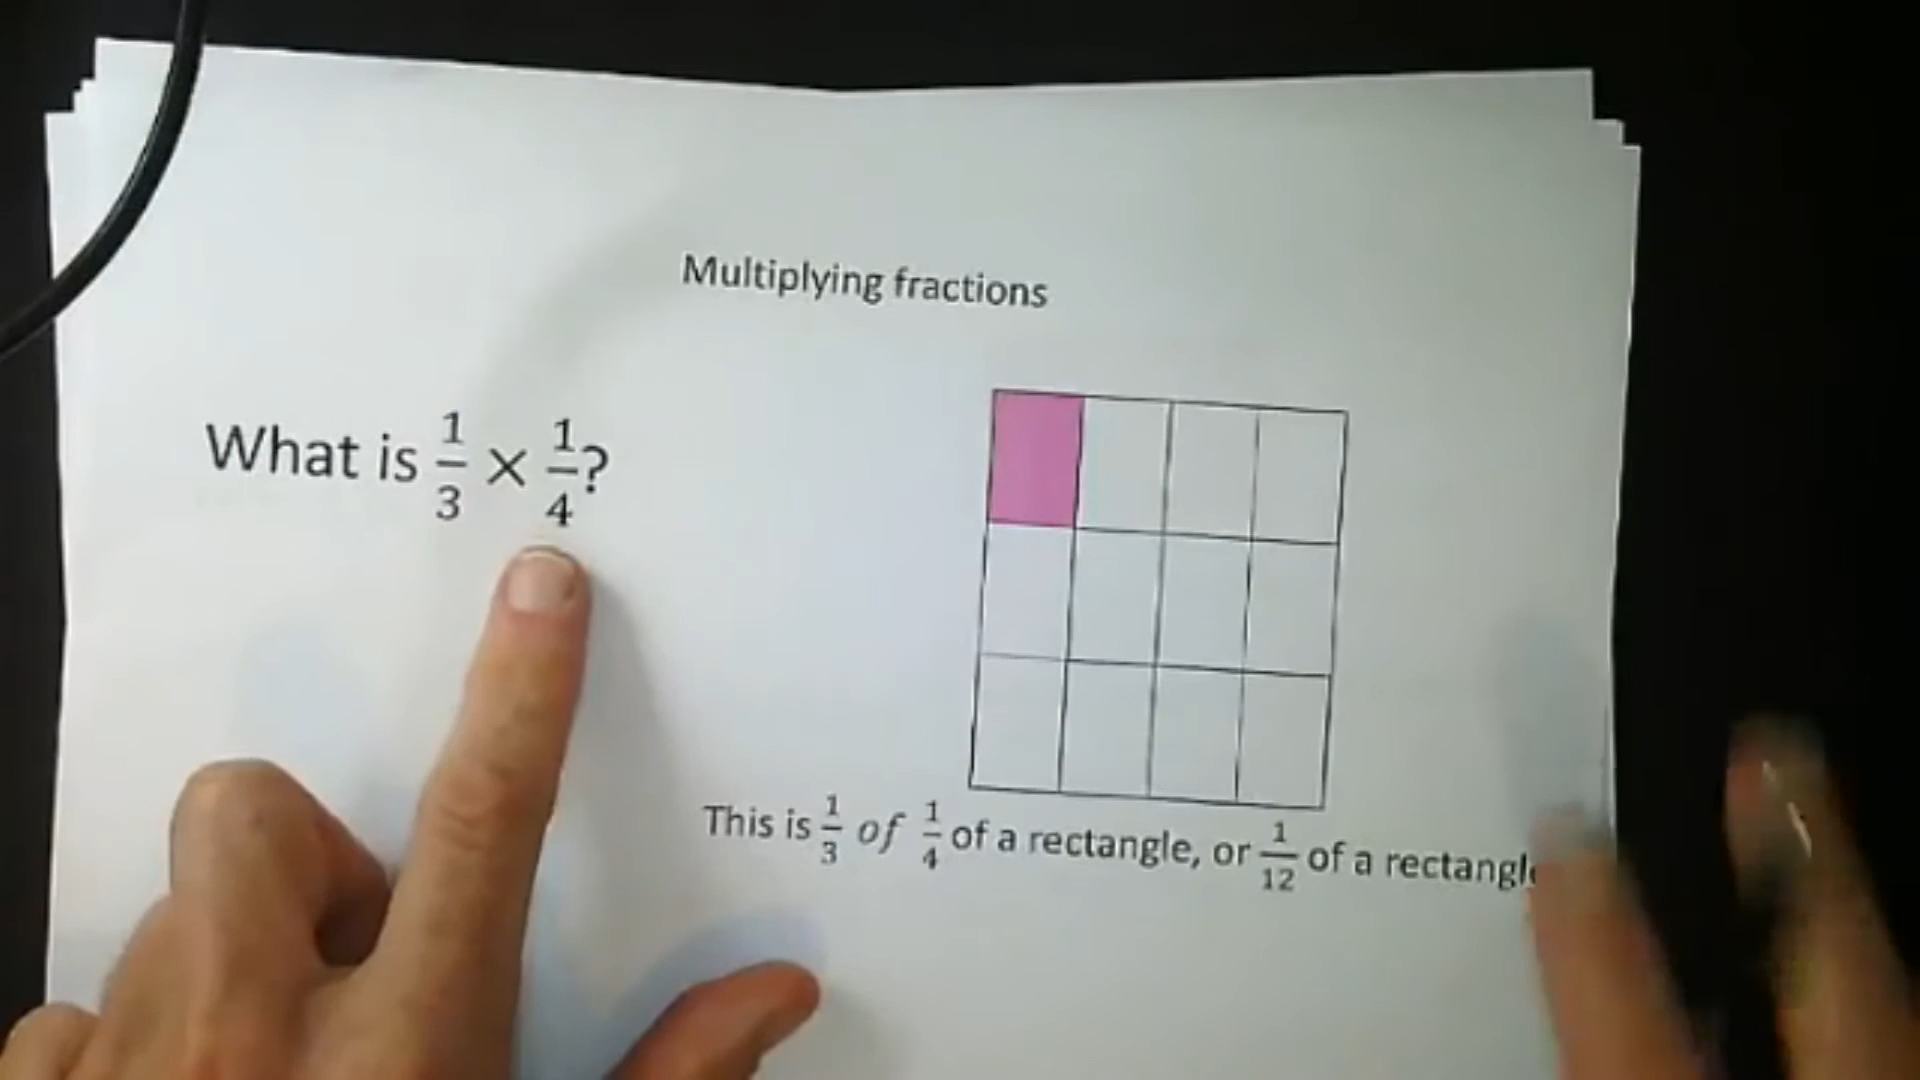 Multiplying fractions
What is 1/3 × 1/4?
This is 1/3 of 1/4 of a rectangle, or 1/12 of a rectangle